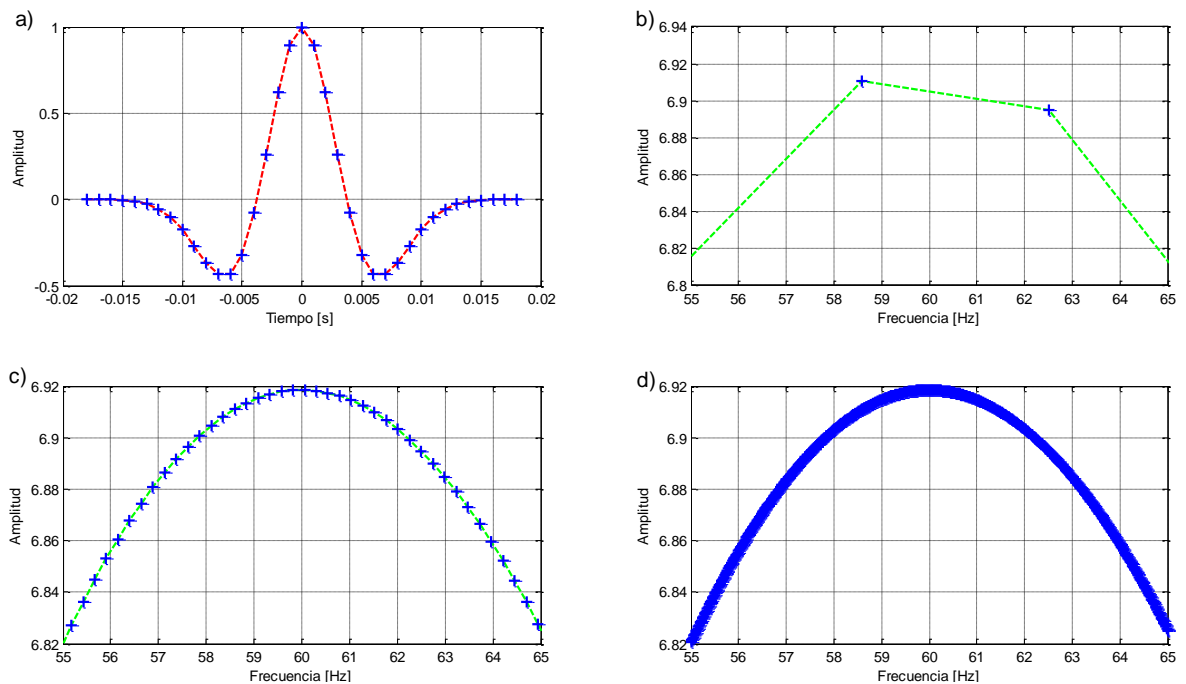 a)
1
0.5
0
-0.5
Amplitud
-0.02 -0.015 -0.01 -0.005 0 0.005 0.01 0.015 0.02
Tiempo [s]
b)
6.94
6.92
6.9
6.88
6.86
6.84
6.82
6.8
Amplitud
55 56 57 58 59 60 61 62 63 64 65
Frecuencia [Hz]
c)
6.92
6.9
6.88
6.86
6.84
6.82
Amplitud
55 56 57 58 59 60 61 62 63 64 65
Frecuencia [Hz]
d)
6.92
6.9
6.88
6.86
6.84
6.82
Amplitud
55 56 57 58 59 60 61 62 63 64 65
Frecuencia [Hz]